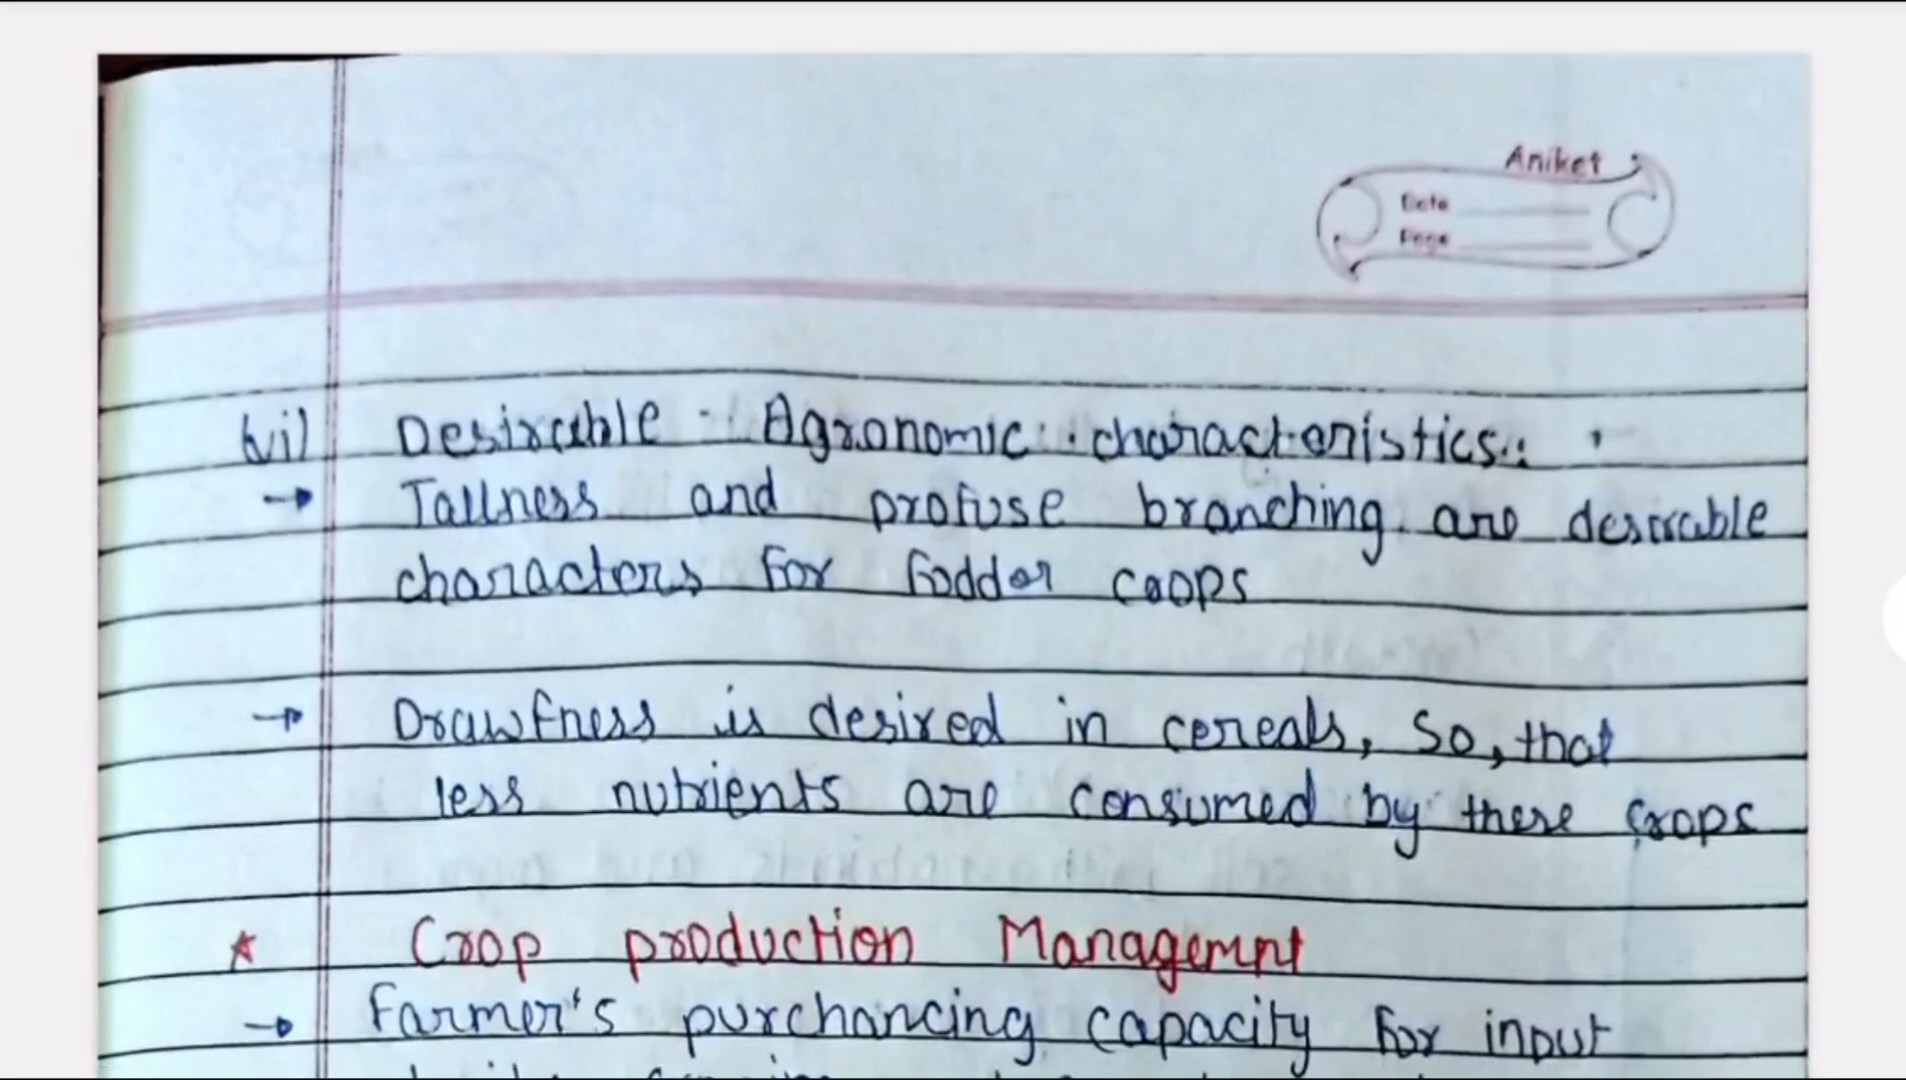 Aniket
Date
Page
(vi) Desirable Agronomic characteristics:
→ Tallness and profuse branching are desirable
characters for fodder crops
→ Drawfness is desired in cereals, so, that
less nutrients are consumed by these crops
★ Crop production Management
→ Farmer's purchancing capacity for input